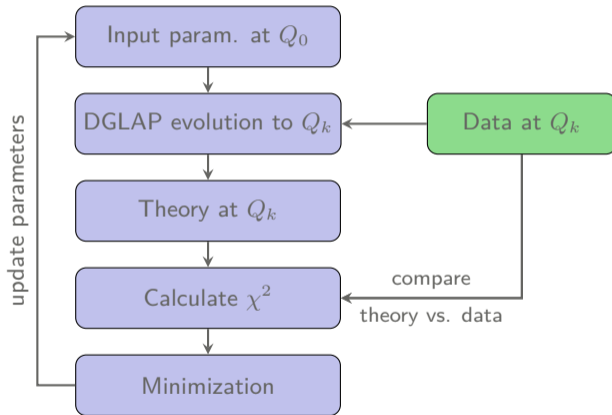 Input param. at Q₀
DGLAP evolution to Qₖ
Data at Qₖ
Theory at Qₖ
Calculate χ²
compare
theory vs. data
Minimization
update parameters